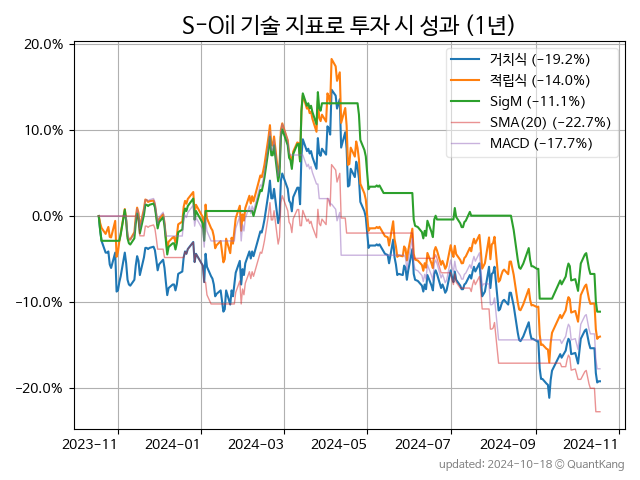 S-Oil 기술 지표로 투자 시 성과 (1년)
거치식 (−19.2%)
적립식 (−14.0%)
SigM (−11.1%)
SMA(20) (−22.7%)
MACD (−17.7%)
20.0%
10.0%
0.0%
−10.0%
−20.0%
2023-11 2024-01 2024-03 2024-05 2024-07 2024-09 2024-11
updated: 2024-10-18 © QuantKang